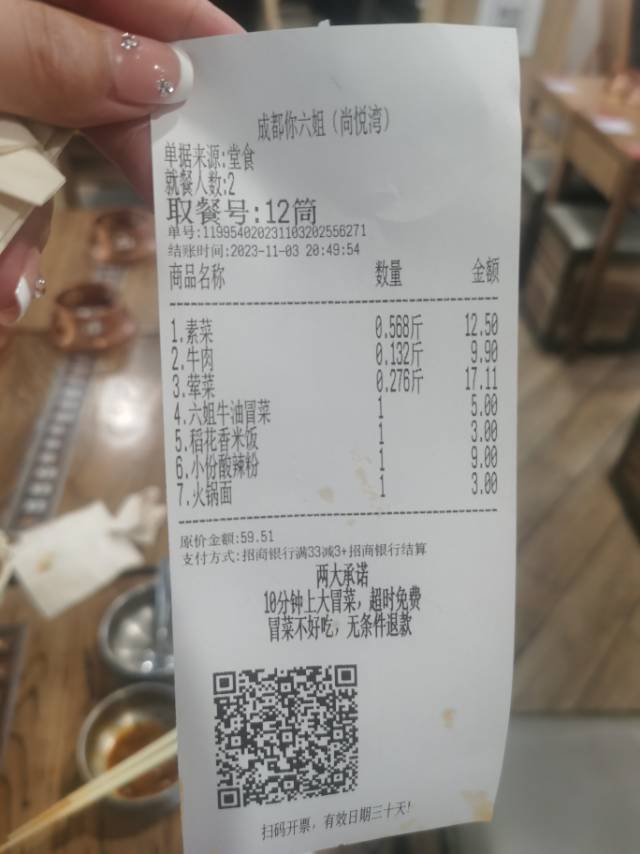 成都你六姐（尚悦湾）
单据来源:堂食
就餐人数:2
取餐号:12筒
单号:119954020231103202556271
结账时间:2023-11-03 20:49:54
商品名称 数量 金额
1.素菜 0.568斤 12.50
2.牛肉 0.132斤 9.90
3.荤菜 0.276斤 17.11
4.六姐牛油冒菜 1 5.00
5.稻花香米饭 1 3.00
6.小份酸辣粉 1 9.00
7.火锅面 1 3.00
原价金额:59.51
支付方式:招商银行满33减3+招商银行结算
两大承诺
10分钟上大冒菜，超时免费
冒菜不好吃，无条件退款
扫码开票，有效日期三十天!